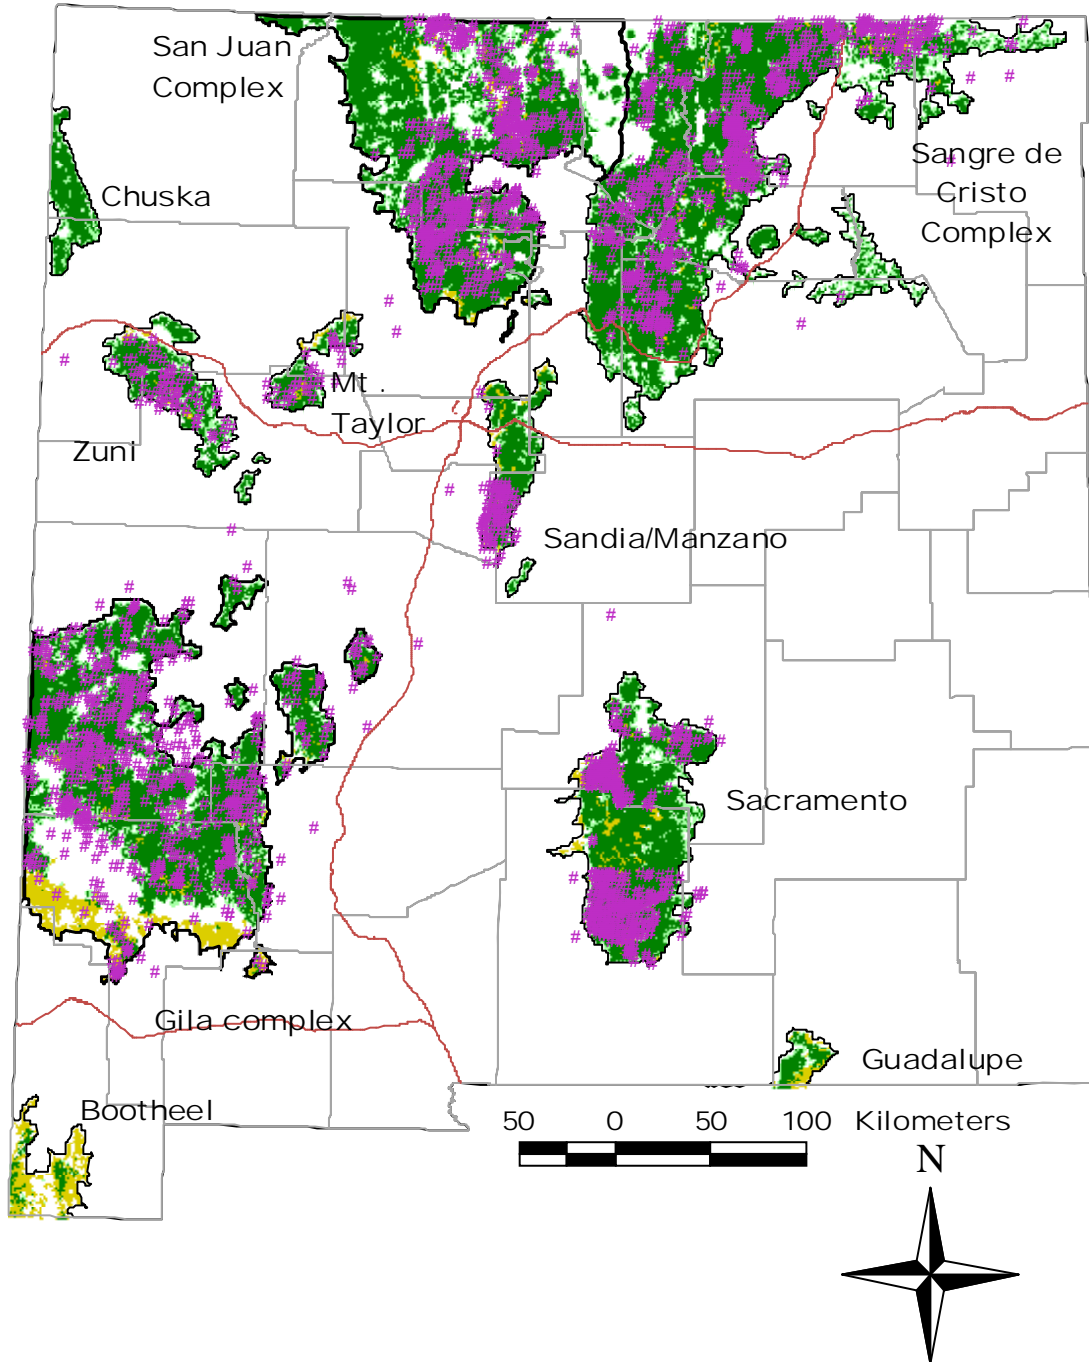 San Juan
Complex
Sangre de
Cristo
Complex
Chuska
Mt .
Taylor
Zuni
Sandia/Manzano
Sacramento
Gila complex
Guadalupe
Bootheel
50 0 50 100 Kilometers
N